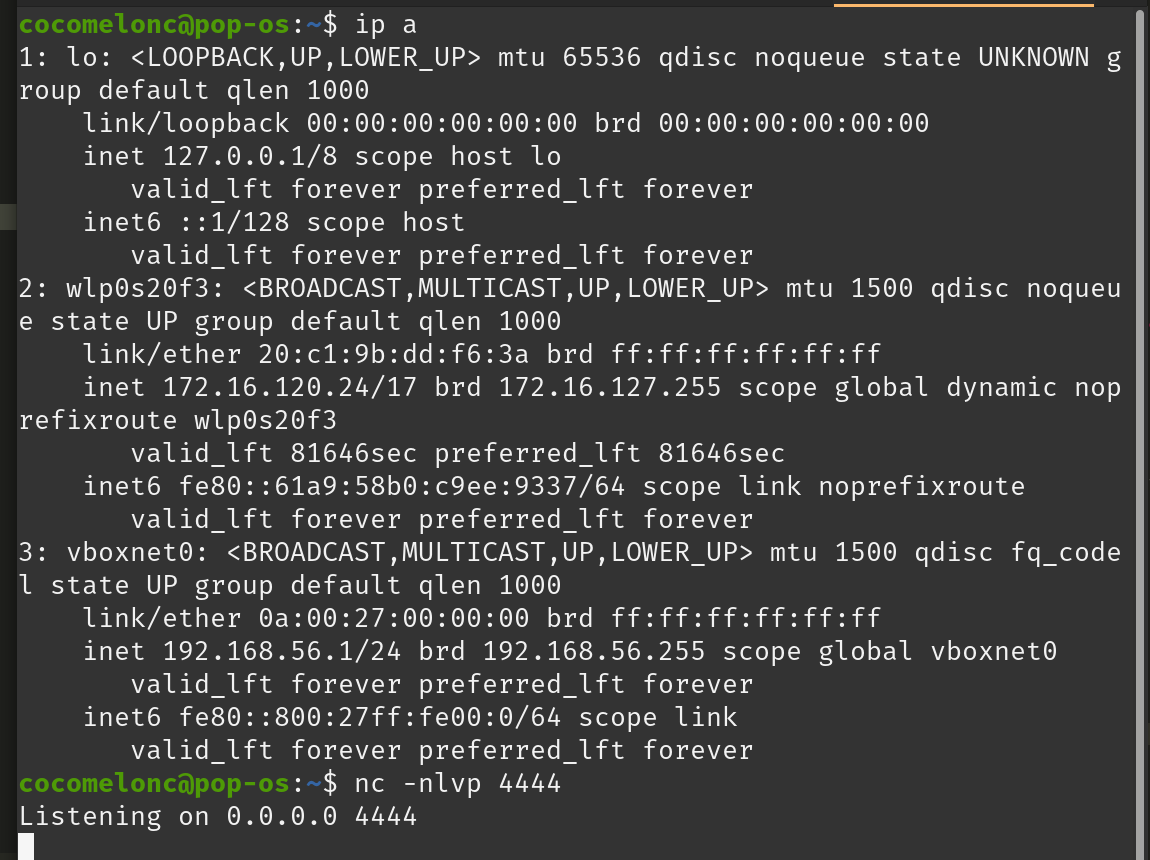 cocomelonc@pop-os:~$ ip a
1: lo: <LOOPBACK,UP,LOWER_UP> mtu 65536 qdisc noqueue state UNKNOWN g
roup default qlen 1000
    link/loopback 00:00:00:00:00:00 brd 00:00:00:00:00:00
    inet 127.0.0.1/8 scope host lo
       valid_lft forever preferred_lft forever
    inet6 ::1/128 scope host
       valid_lft forever preferred_lft forever
2: wlp0s20f3: <BROADCAST,MULTICAST,UP,LOWER_UP> mtu 1500 qdisc noqueu
e state UP group default qlen 1000
    link/ether 20:c1:9b:dd:f6:3a brd ff:ff:ff:ff:ff:ff
    inet 172.16.120.24/17 brd 172.16.127.255 scope global dynamic nop
refixroute wlp0s20f3
       valid_lft 81646sec preferred_lft 81646sec
    inet6 fe80::61a9:58b0:c9ee:9337/64 scope link noprefixroute
       valid_lft forever preferred_lft forever
3: vboxnet0: <BROADCAST,MULTICAST,UP,LOWER_UP> mtu 1500 qdisc fq_code
l state UP group default qlen 1000
    link/ether 0a:00:27:00:00:00 brd ff:ff:ff:ff:ff:ff
    inet 192.168.56.1/24 brd 192.168.56.255 scope global vboxnet0
       valid_lft forever preferred_lft forever
    inet6 fe80::800:27ff:fe00:0/64 scope link
       valid_lft forever preferred_lft forever
cocomelonc@pop-os:~$ nc -nlvp 4444
Listening on 0.0.0.0 4444